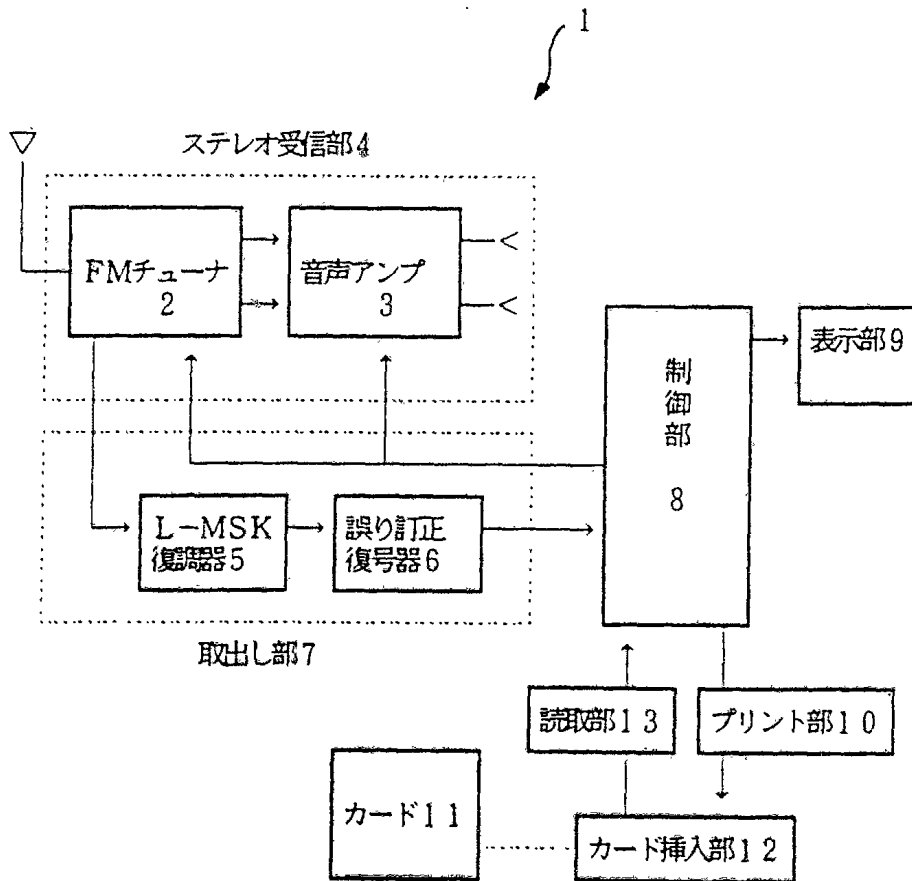 1
ステレオ受信部4
FMチューナ
2
音声アンプ
3
制御部
8
表示部9
L-MSK
復調器5
誤り訂正
復号器6
取出し部7
読取部13
プリント部10
カード11
カード挿入部12